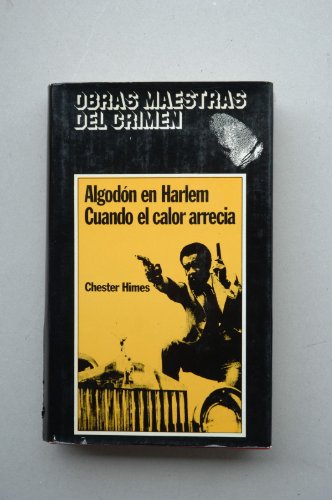 OBRAS MAESTRAS
DEL CRIMEN
Algodón en Harlem
Cuando el calor arrecia
Chester Himes